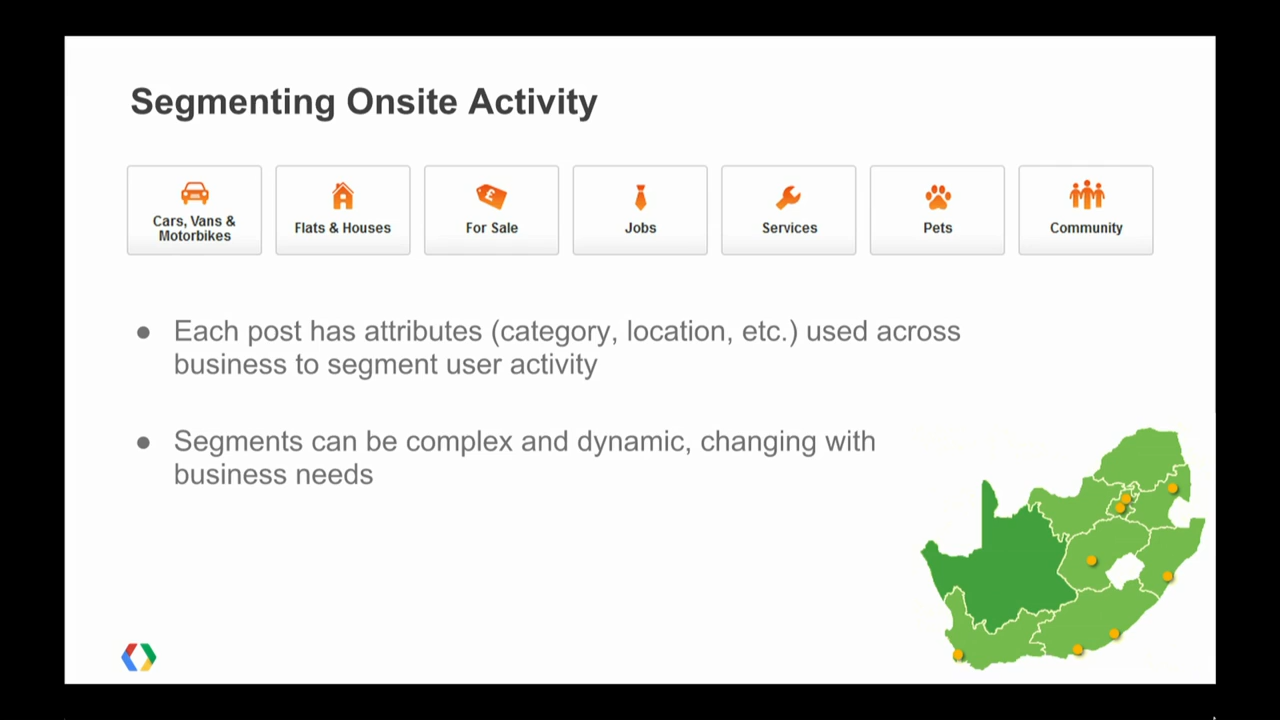 Segmenting Onsite Activity
Cars, Vans &
Motorbikes
Flats & Houses
£
For Sale
Jobs
Services
Pets
Community
● Each post has attributes (category, location, etc.) used across
business to segment user activity
● Segments can be complex and dynamic, changing with
business needs